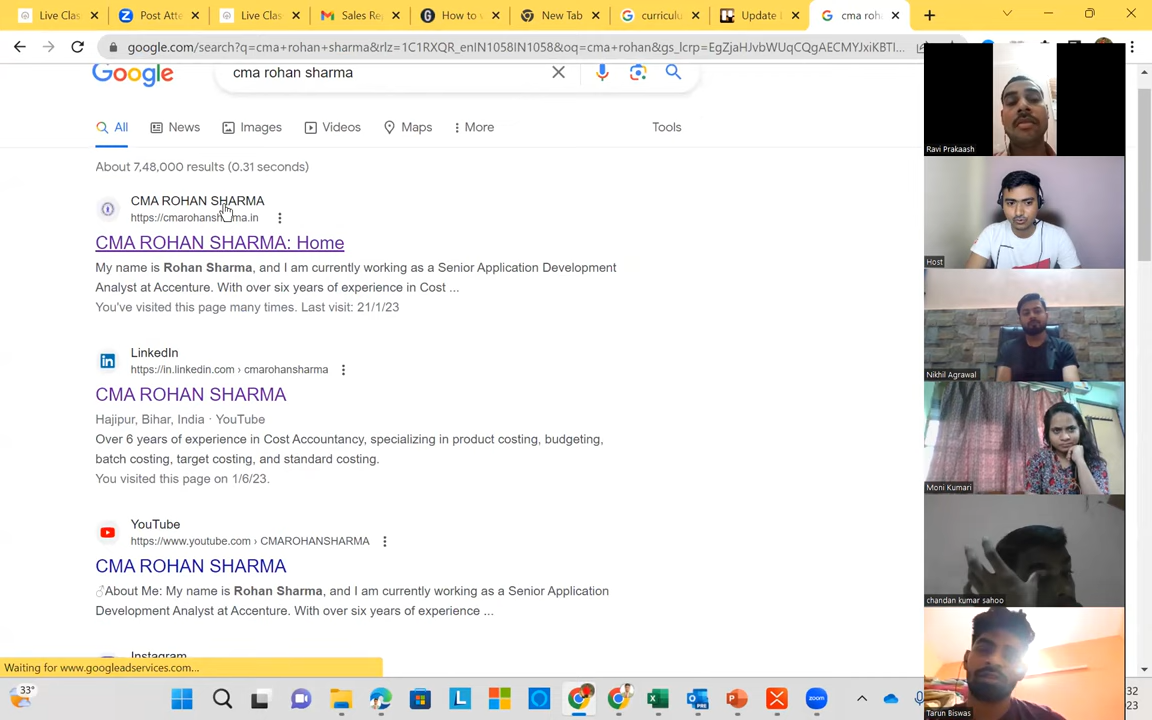 Live Clas
Post Atte
Live Clas
Sales Re
How to
New Tab
curriculu
Update
cma roh
google.com/search?q=cma+rohan+sharma&rlz=1C1RXQR_enIN1058IN1058&oq=cma+rohan&gs_lcrp=EgZjaHJvbWUqCQgAECMYJxiKBTI...
Google
cma rohan sharma
All
News
Images
Videos
Maps
More
Tools
About 7,48,000 results (0.31 seconds)
CMA ROHAN SHARMA
https://cmarohansharma.in
CMA ROHAN SHARMA: Home
My name is Rohan Sharma, and I am currently working as a Senior Application Development
Analyst at Accenture. With over six years of experience in Cost ...
You've visited this page many times. Last visit: 21/1/23
LinkedIn
https://in.linkedin.com › cmarohansharma
CMA ROHAN SHARMA
Hajipur, Bihar, India · YouTube
Over 6 years of experience in Cost Accountancy, specializing in product costing, budgeting,
batch costing, target costing, and standard costing.
You visited this page on 1/6/23.
YouTube
https://www.youtube.com › CMAROHANSHARMA
CMA ROHAN SHARMA
About Me: My name is Rohan Sharma, and I am currently working as a Senior Application
Development Analyst at Accenture. With over six years of experience ...
Instagram
Waiting for www.googleadservices.com...
33°
L
PRE
zoom
32
23
Ravi Prakaash
Host
Nikhil Agrawal
Moni Kumari
chandan kumar sahoo
Tarun Biswas